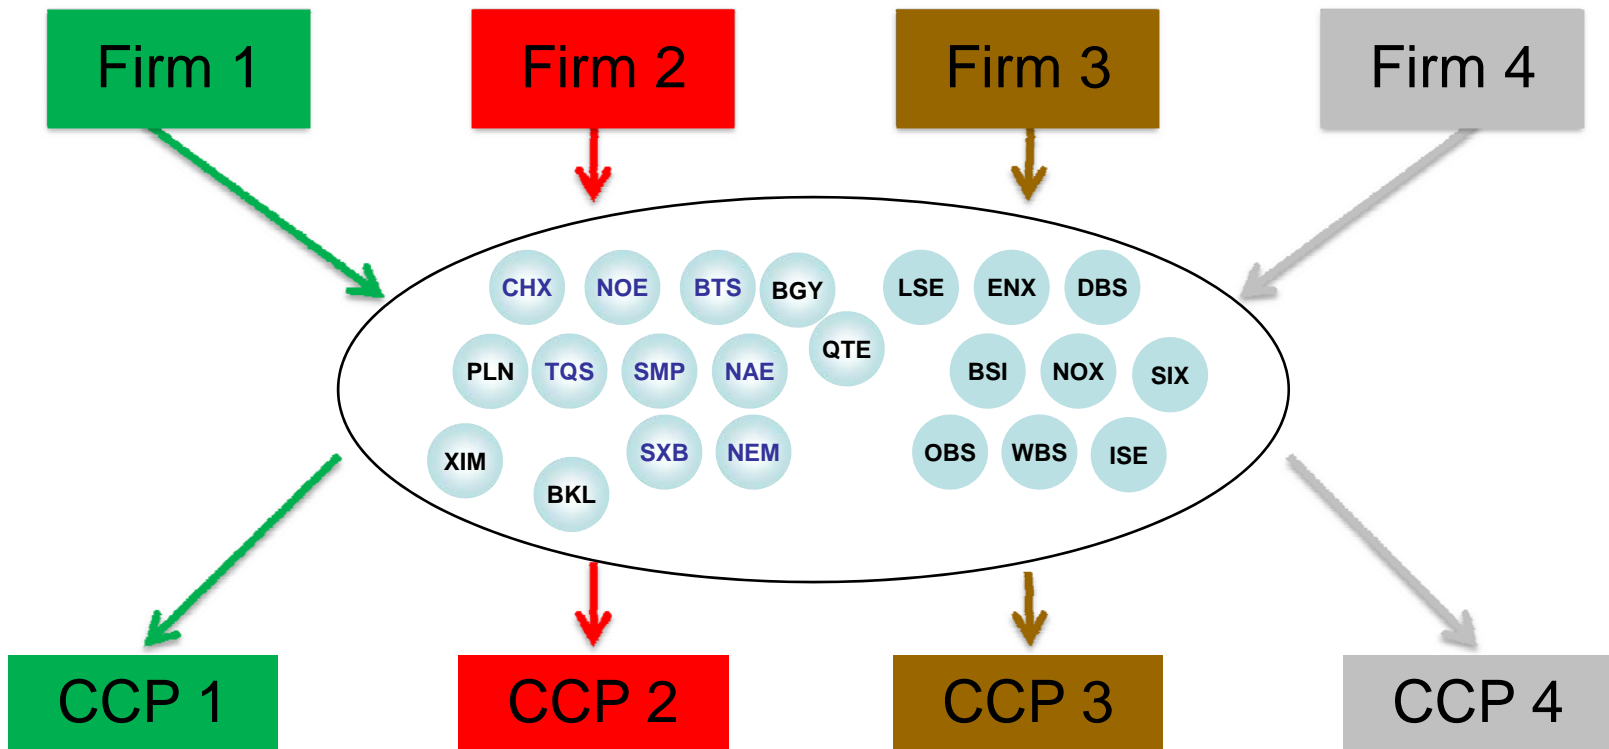 Firm 1
Firm 2
Firm 3
Firm 4
CHX
NOE
BTS
BGY
LSE
ENX
DBS
QTE
PLN
TQS
SMP
NAE
BSI
NOX
SIX
XIM
BKL
SXB
NEM
OBS
WBS
ISE
CCP 1
CCP 2
CCP 3
CCP 4